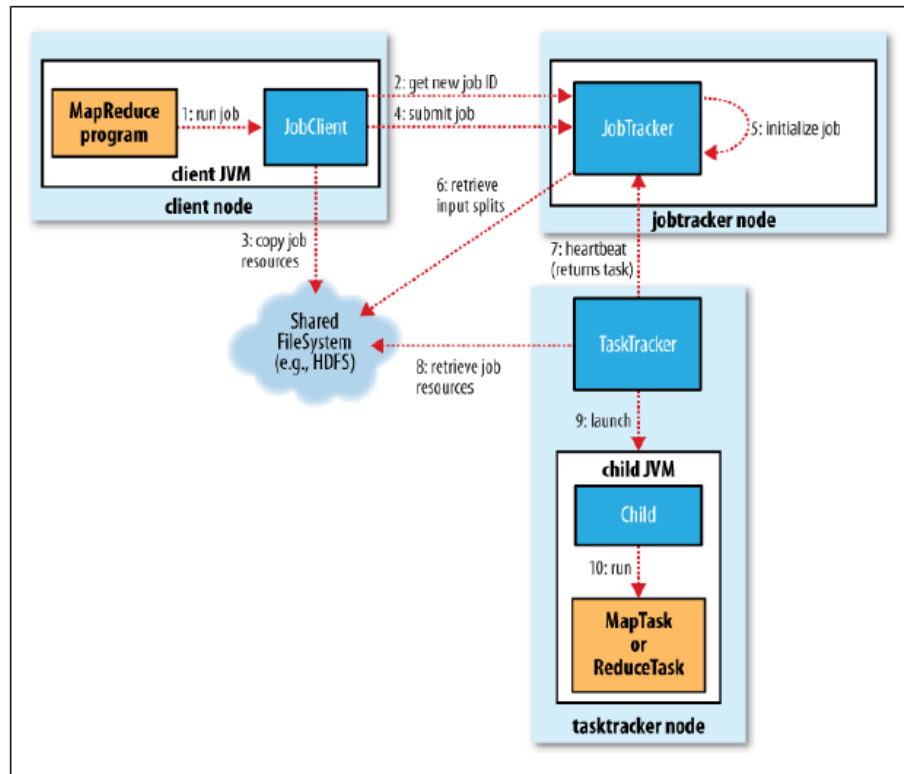 MapReduce
program
1: run job
JobClient
client JVM
client node
2: get new job ID
4: submit job
JobTracker
5: initialize job
jobtracker node
3: copy job
resources
6: retrieve
input splits
7: heartbeat
(returns task)
Shared
FileSystem
(e.g., HDFS)
8: retrieve job
resources
TaskTracker
9: launch
child JVM
Child
10: run
MapTask
or
ReduceTask
tasktracker node